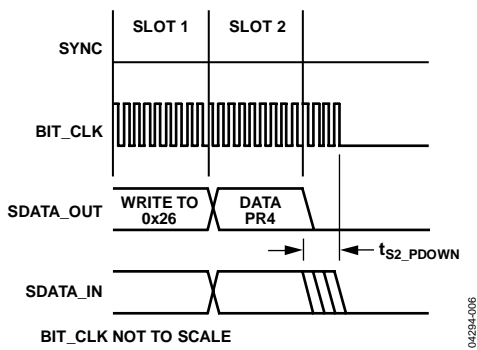 SLOT 1 SLOT 2
SYNC
BIT_CLK
SDATA_OUT
WRITE TO
0x26
DATA
PR4
tS2_PDOWN
SDATA_IN
BIT_CLK NOT TO SCALE
04294-006